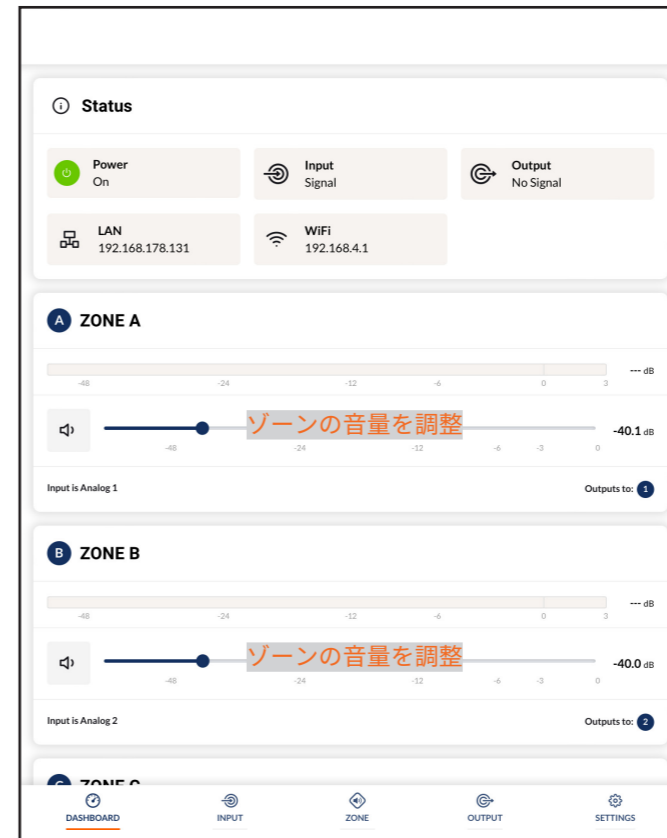 Status
Power
On
Input
Signal
Output
No Signal
LAN
192.168.178.131
WiFi
192.168.4.1
A ZONE A
--- dB
-48 -24 -12 -6 0 3
ゾーンの音量を調整
-40.1 dB
-48 -24 -12 -6 -3 0
Input is Analog 1 Outputs to: 1
B ZONE B
--- dB
-48 -24 -12 -6 0 3
ゾーンの音量を調整
-40.0 dB
-48 -24 -12 -6 -3 0
Input is Analog 2 Outputs to: 2
C ZONE C
DASHBOARD INPUT ZONE OUTPUT SETTINGS